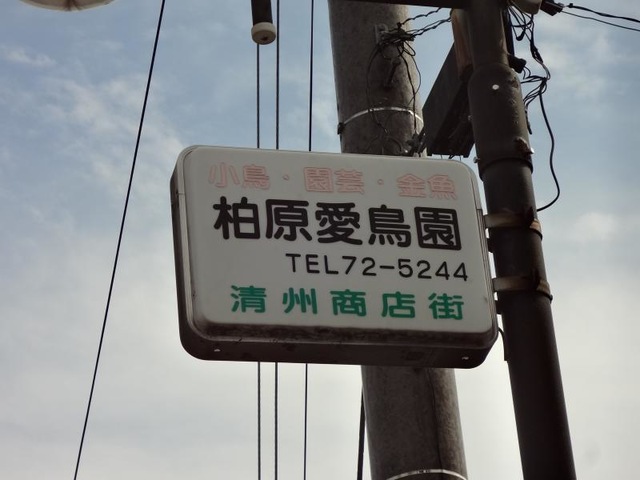 小鳥・園芸・金魚
柏原愛鳥園
TEL72-5244
清州商店街